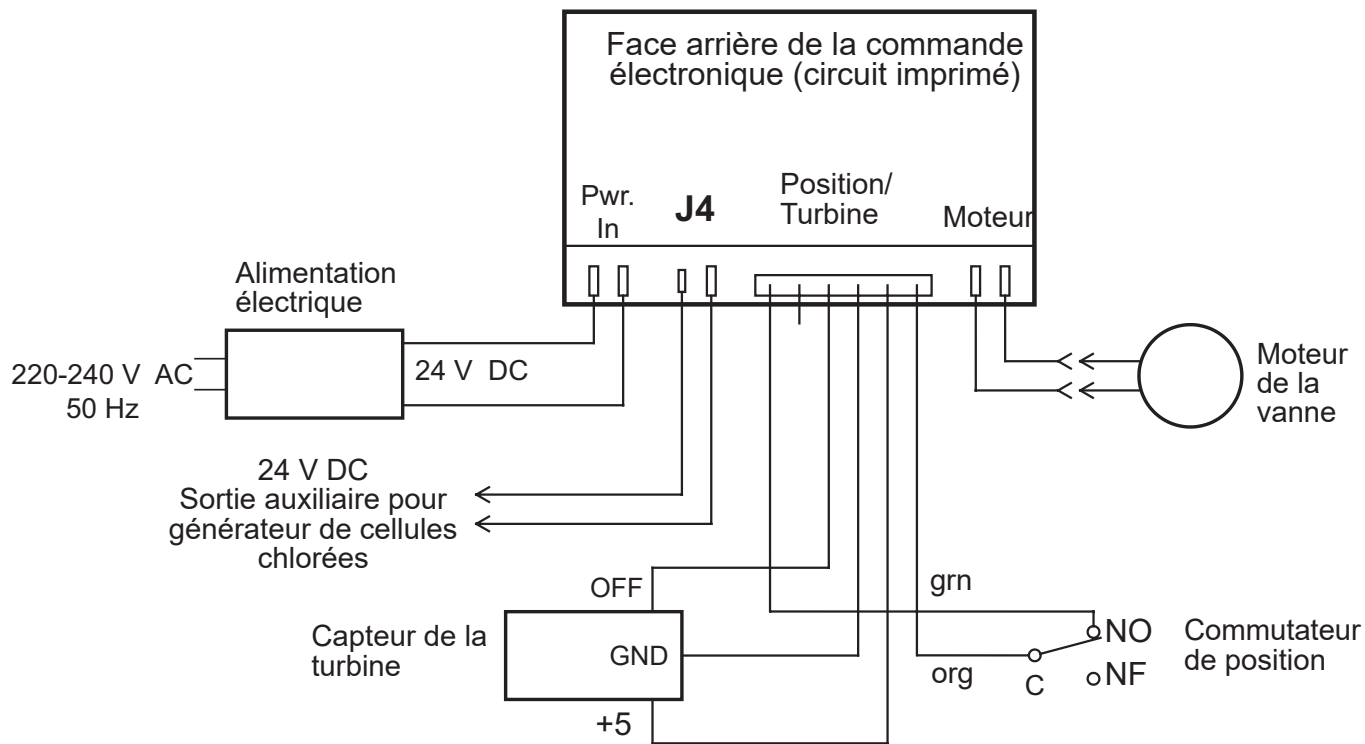 Face arrière de la commande
électronique (circuit imprimé)
Pwr.
In
J4
Position/
Turbine
Moteur
Alimentation
électrique
220-240 V AC
50 Hz
24 V DC
Moteur
de la
vanne
24 V DC
Sortie auxiliaire pour
générateur de cellules
chlorées
OFF
grn
Capteur de la
turbine
GND
+5
org
C
NO
NF
Commutateur
de position